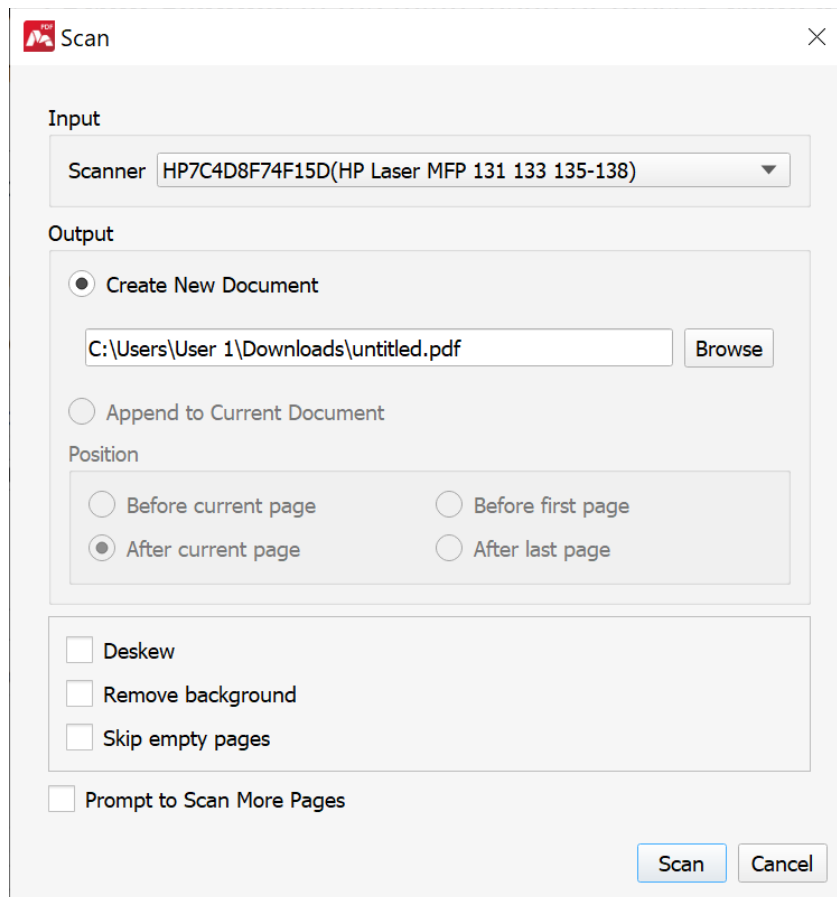 PDF
Scan
Input
Scanner HP7C4D8F74F15D(HP Laser MFP 131 133 135-138)
Output
Create New Document
C:\Users\User 1\Downloads\untitled.pdf Browse
Append to Current Document
Position
Before current page Before first page
After current page After last page
Deskew
Remove background
Skip empty pages
Prompt to Scan More Pages
Scan Cancel